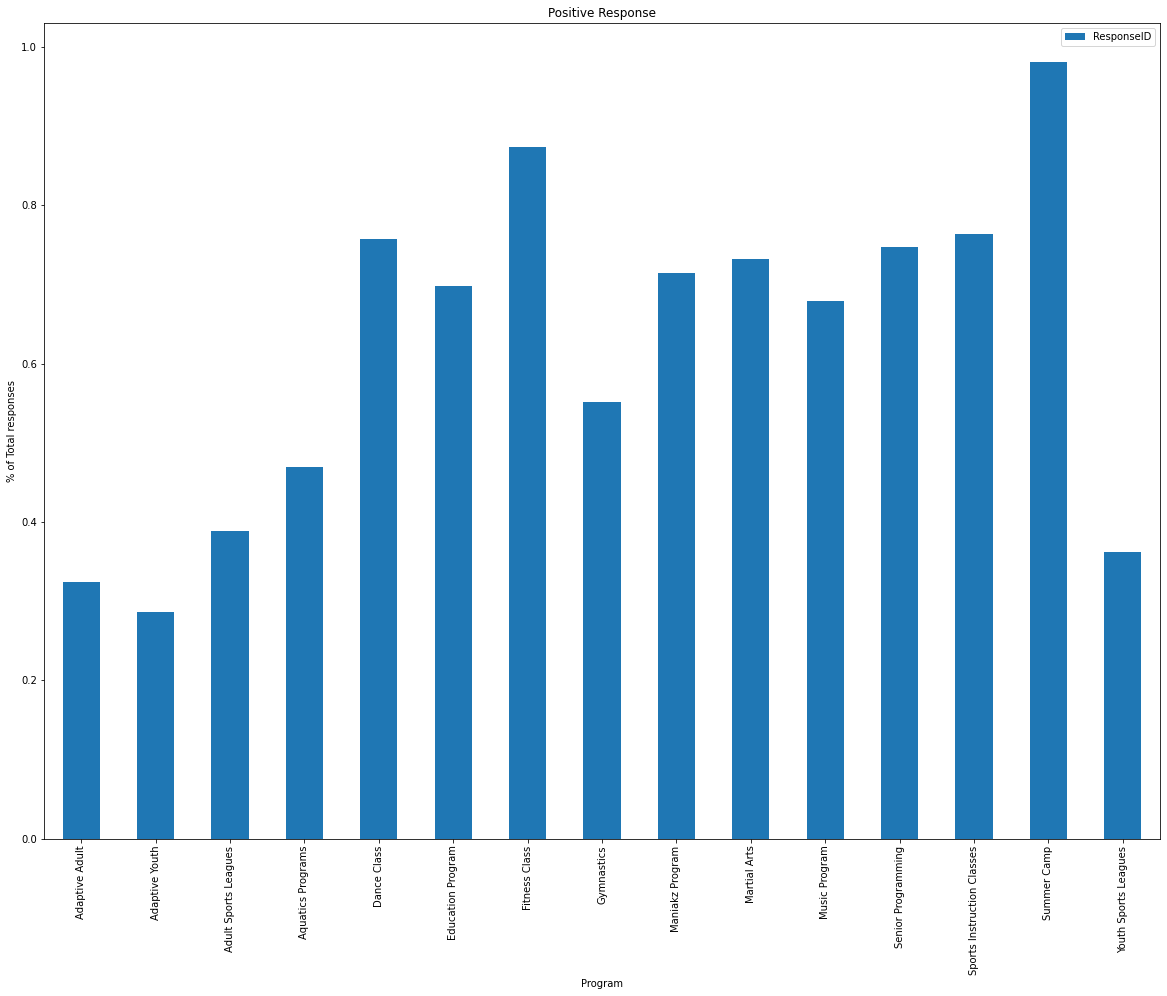 Positive Response
ResponseID
1.0
0.8
0.6
0.4
0.2
0.0
% of Total responses
Adaptive Adult
Adaptive Youth
Adult Sports Leagues
Aquatics Programs
Dance Class
Education Program
Fitness Class
Gymnastics
Maniakz Program
Martial Arts
Music Program
Senior Programming
Sports Instruction Classes
Summer Camp
Youth Sports Leagues
Program